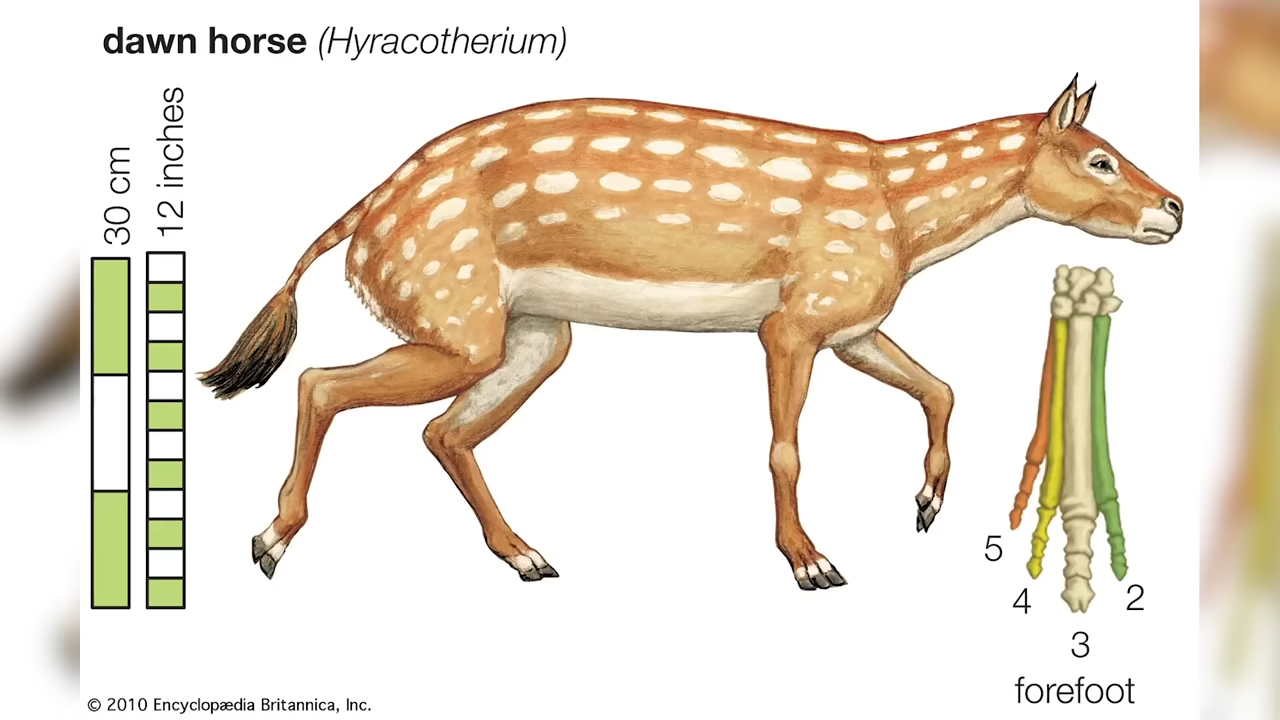 dawn horse (Hyracotherium)
30 cm
12 inches
5
4
2
3
forefoot
© 2010 Encyclopædia Britannica, Inc.